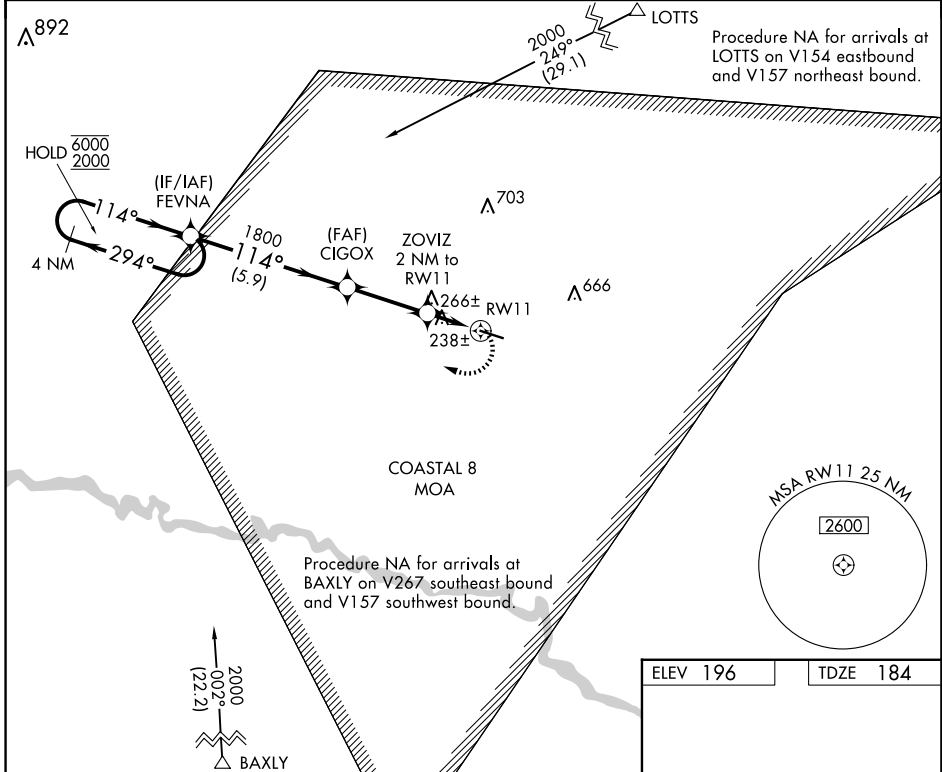 892
LOTTS
2000
249°
(29.1)
Procedure NA for arrivals at
LOTTS on V154 eastbound
and V157 northeast bound.
HOLD 6000
2000
(IF/IAF)
FEVNA
114°
294°
4 NM
1800
114°
(5.9)
(FAF)
CIGOX
ZOVIZ
2 NM to
RW11
703
666
266±
RW11
238±
COASTAL 8
MOA
MSA RW11 25 NM
2600
Procedure NA for arrivals at
BAXLY on V267 southeast bound
and V157 southwest bound.
2000
002°
(22.2)
BAXLY
ELEV 196
TDZE 184